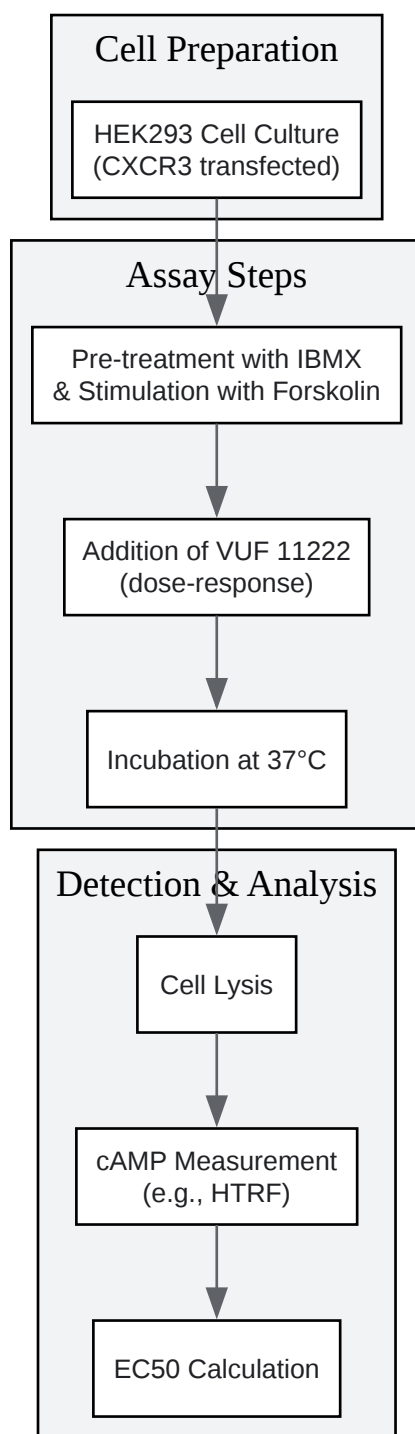 Cell Preparation
HEK293 Cell Culture
(CXCR3 transfected)
Assay Steps
Pre-treatment with IBMX
& Stimulation with Forskolin
Addition of VUF 11222
(dose-response)
Incubation at 37°C
Detection & Analysis
Cell Lysis
cAMP Measurement
(e.g., HTRF)
EC50 Calculation